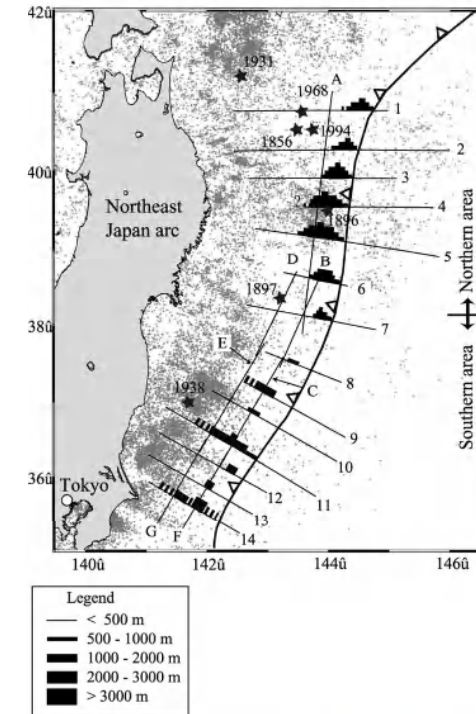 42û
1931
A
1968
1
1856
1994
2
40û
3
Northeast
Japan arc
4
1896
5
D
B
6
1897
38û
7
Northern area
Southern area
E
8
C
1938
9
10
11
12
36û
Tokyo
13
G
F
14
140û
142û
144û
146û
Legend
< 500 m
500 - 1000 m
1000 - 2000 m
2000 - 3000 m
> 3000 m